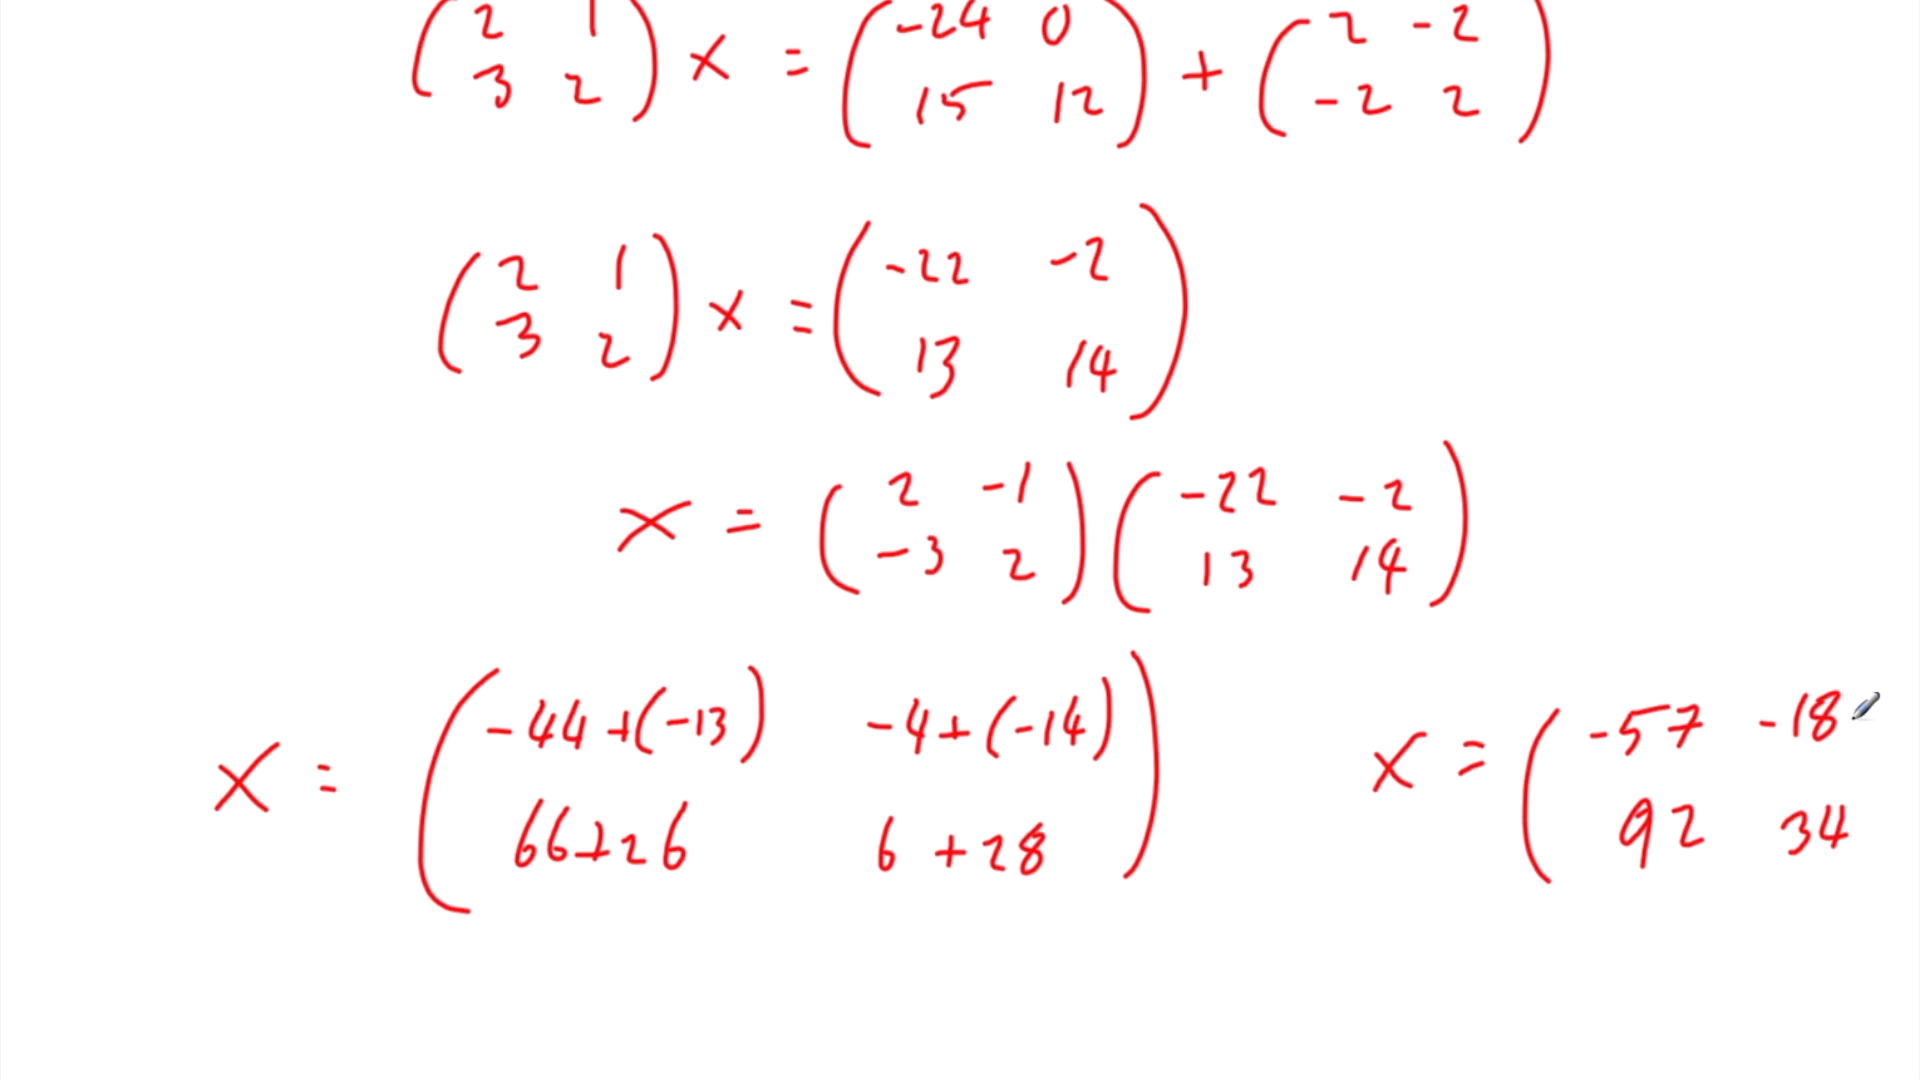 (2 1 x = (-24 0 + (2 -2
3 2) 15 12) -2 2)
(2 1 x = (-22 -2
3 2) 13 14)
x = (2 -1 (-22 -2
-3 2) 13 14)
x = (-44+(-13) -4+(-14) x = (-57 -18
66+26 6+28) 92 34